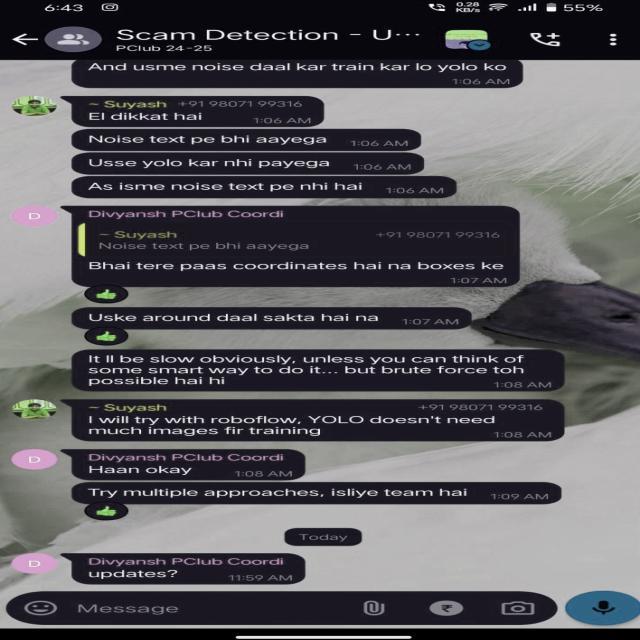 6:43
0.28
KB/s
55%
Scam Detection - U...
PClub 24-25
And usme noise daal kar train kar lo yolo ko
1:06 AM
~ Suyash +91 98071 99316
El dikkat hai
1:06 AM
Noise text pe bhi aayega 1:06 AM
Usse yolo kar nhi payega 1:06 AM
As isme noise text pe nhi hai 1:06 AM
D
Divyansh PClub Coordi
~ Suyash +91 98071 99316
Noise text pe bhi aayega
Bhai tere paas coordinates hai na boxes ke
1:07 AM
Uske around daal sakta hai na 1:07 AM
It ll be slow obviously, unless you can think of
some smart way to do it... but brute force toh
possible hai hi
1:08 AM
~ Suyash +91 98071 99316
I will try with roboflow, YOLO doesn't need
much images fir training
1:08 AM
D
Divyansh PClub Coordi
Haan okay
1:08 AM
Try multiple approaches, isliye team hai 1:09 AM
Today
D
Divyansh PClub Coordi
updates?
11:59 AM
Message
₹